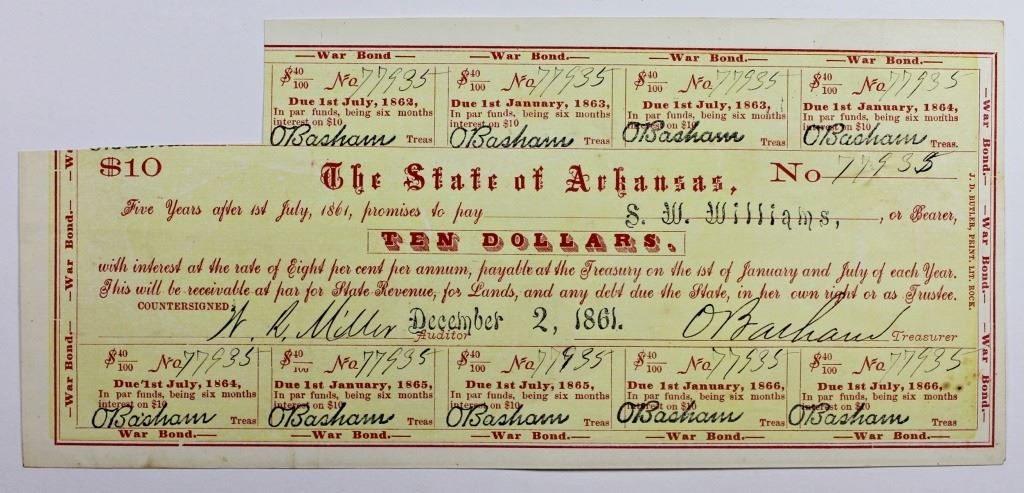 War Bond War Bond.— War Bond.— War Bond.—
$40/100 No. 77935 $40/100 No. 77935 $40/100 No. 77935 $40/100 No. 77935
Due 1st July, 1862, Due 1st January, 1863, Due 1st July, 1863, Due 1st January, 1864,
In par funds, being six months In par funds, being six months In par funds, being six months In par funds, being six months
interest on $10 interest on $10 interest on $10 interest on $10
O Basham Treas O Basham Treas. O Basham Treas. O Basham Treas.
$10 The State of Arkansas, No 77935
Five Years after 1st July, 1861, promises to pay S. W. Williams, or Bearer,
TEN DOLLARS,
with interest at the rate of Eight per cent per annum, payable at the Treasury on the 1st of January and July of each Year.
This will be receivable at par for State Revenue, for Lands, and any debt due the State, in her own right or as Trustee.
COUNTERSIGNED
W. R. Miller Auditor December 2, 1861. O Basham Treasurer
$40/100 No. 77935 $40/100 No. 77935 $40/100 No. 77935 $40/100 No. 77935 $40/100 No. 77935
Due 1st July, 1864, Due 1st January, 1865, Due 1st July, 1865, Due 1st January, 1866, Due 1st July, 1866,
In par funds, being six months In par funds, being six months In par funds, being six months In par funds, being six months In par funds, being six months
interest on $10 interest on $10 interest on $10 interest on $10 interest on $10
O Basham Treas O Basham Treas O Basham Treas O Basham Treas O Basham Treas
War Bond.— War Bond.— War Bond.— War Bond.— War Bond.—
—War Bond.— —War Bond.— —War Bond.—
—War Bond.— —War Bond.— —War Bond.— —War Bond.—
J. D. BUTLER, PRINT. LIT. ROCK.